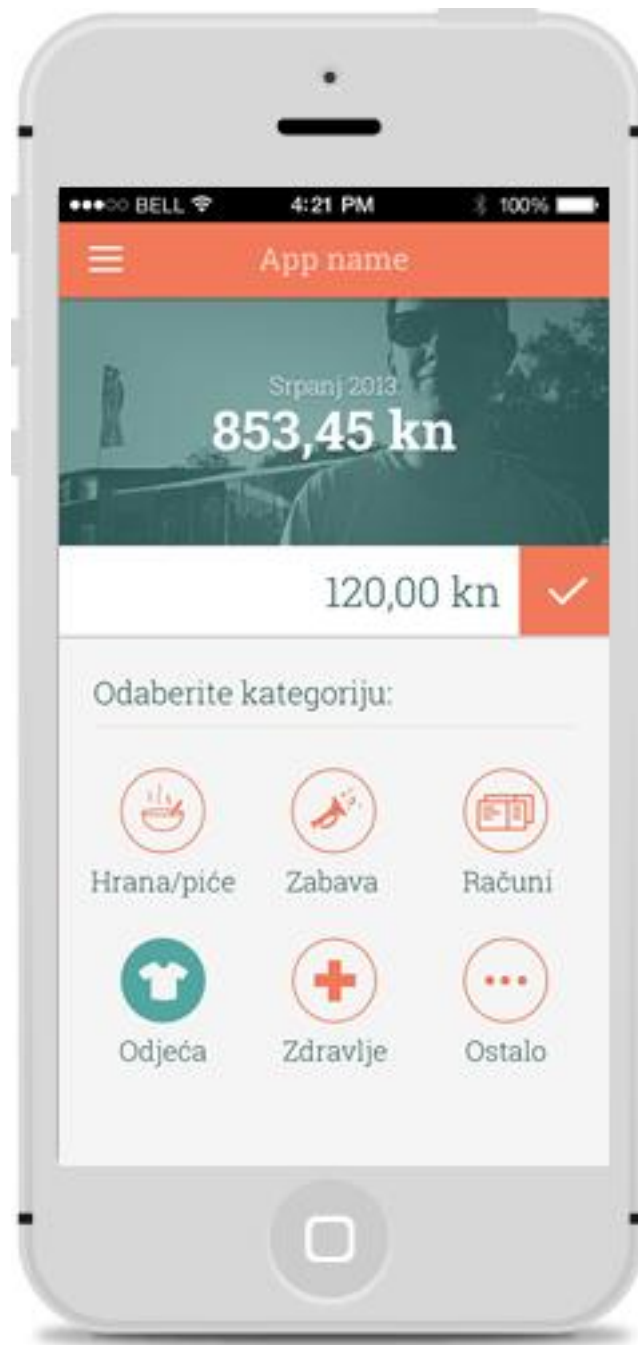 BELL 4:21 PM 100%
App name
Srpanj 2013
853,45 kn
120,00 kn
Odaberite kategoriju:
Hrana/piće Zabava Računi
Odjeća Zdravlje Ostalo